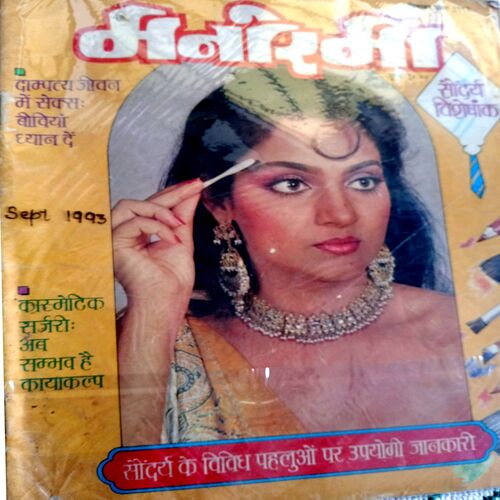 मनोरमा
दाम्पत्य जीवन
में सेक्स:
बीवियां
ध्यान दें
सौंदर्य
विशेषांक
Sept 1993
कास्मेटिक
सर्जरी:
अब
सम्भव है
कायाकल्प
सौंदर्य के विविध पहलुओं पर उपयोगी जानकारी